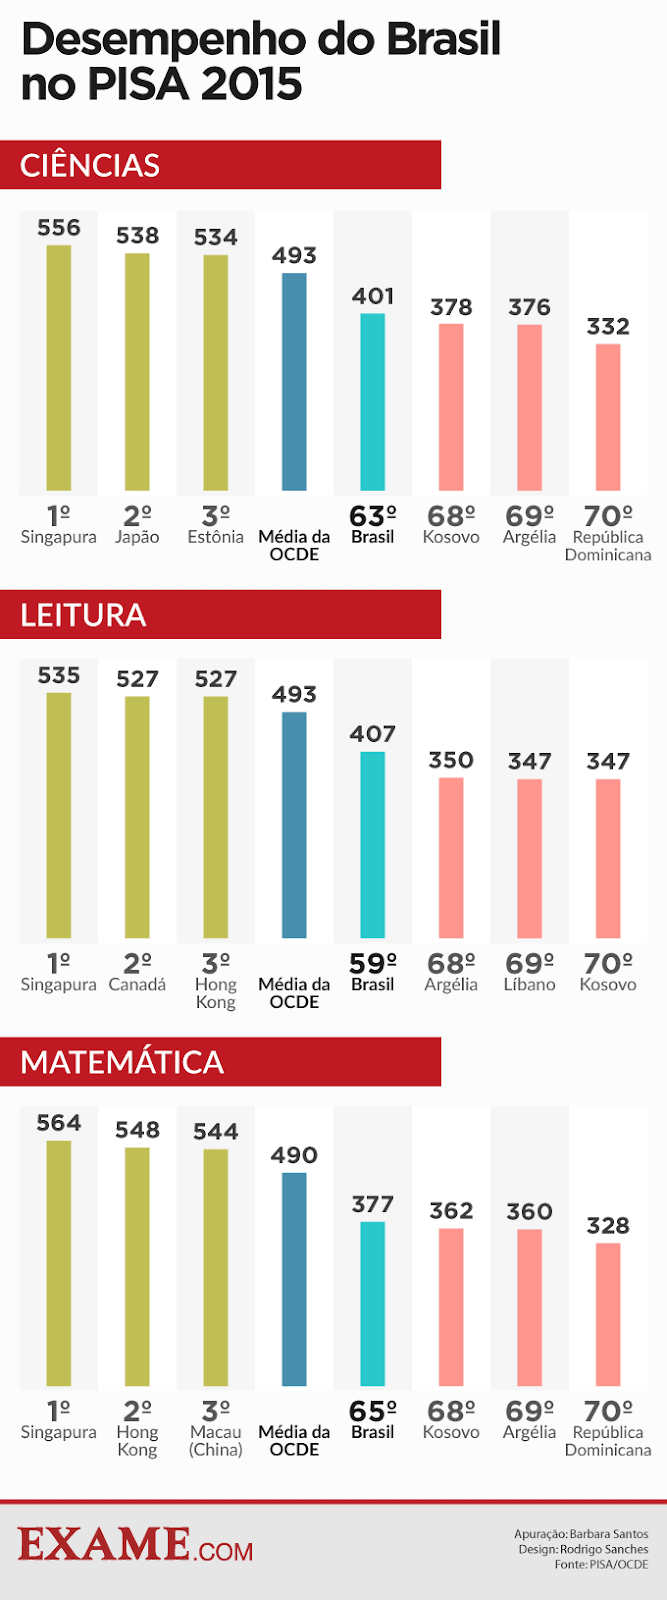 Desempenho do Brasil
no PISA 2015
CIÊNCIAS
556 538 534 493 401 378 376 332
1º 2º 3º 63º 68º 69º 70º
Singapura Japão Estônia Média da Brasil Kosovo Argélia República
OCDE Dominicana
LEITURA
535 527 527 493 407 350 347 347
1º 2º 3º 59º 68º 69º 70º
Singapura Canadá Hong Média da Brasil Argélia Líbano Kosovo
Kong OCDE
MATEMÁTICA
564 548 544 490 377 362 360 328
1º 2º 3º 65º 68º 69º 70º
Singapura Hong Macau Média da Brasil Kosovo Argélia República
Kong (China) OCDE Dominicana
EXAME.COM
Apuração: Barbara Santos
Design: Rodrigo Sanches
Fonte: PISA/OCDE